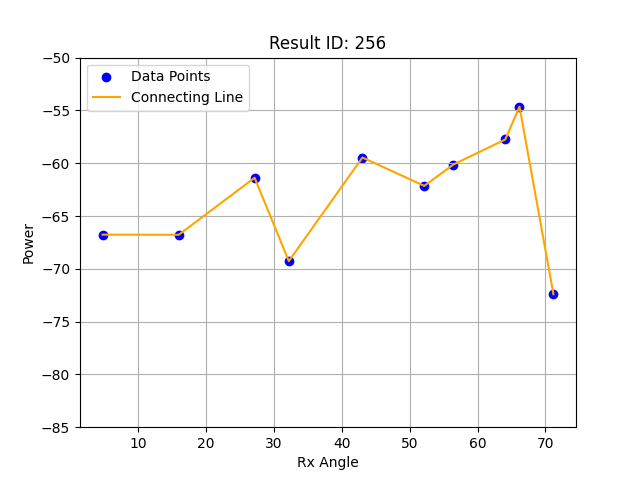 Result ID: 256
Data Points
Connecting Line
Power
−50
−55
−60
−65
−70
−75
−80
−85
10 20 30 40 50 60 70
Rx Angle